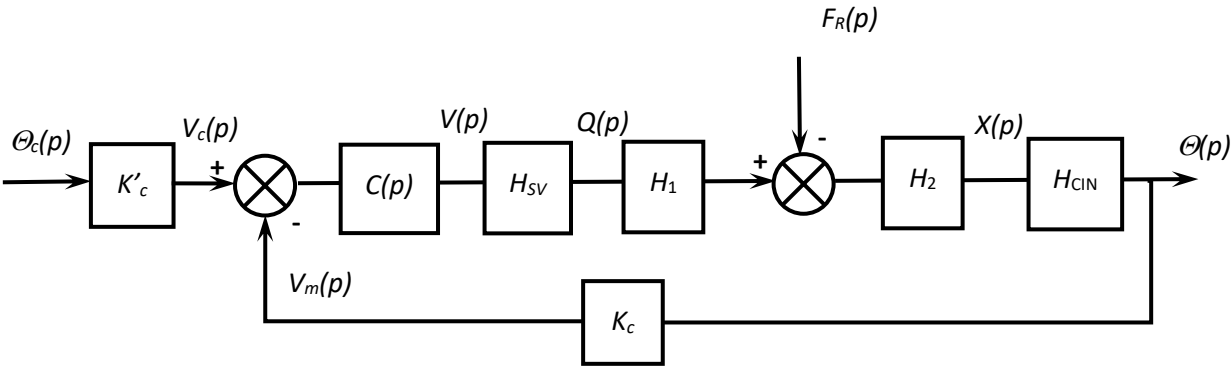 F_R(p)
Θ_c(p)
V_c(p)
V(p)
Q(p)
X(p)
Θ(p)
+
-
+
K'_c
C(p)
H_SV
H_1
H_2
H_CIN
-
V_m(p)
K_c